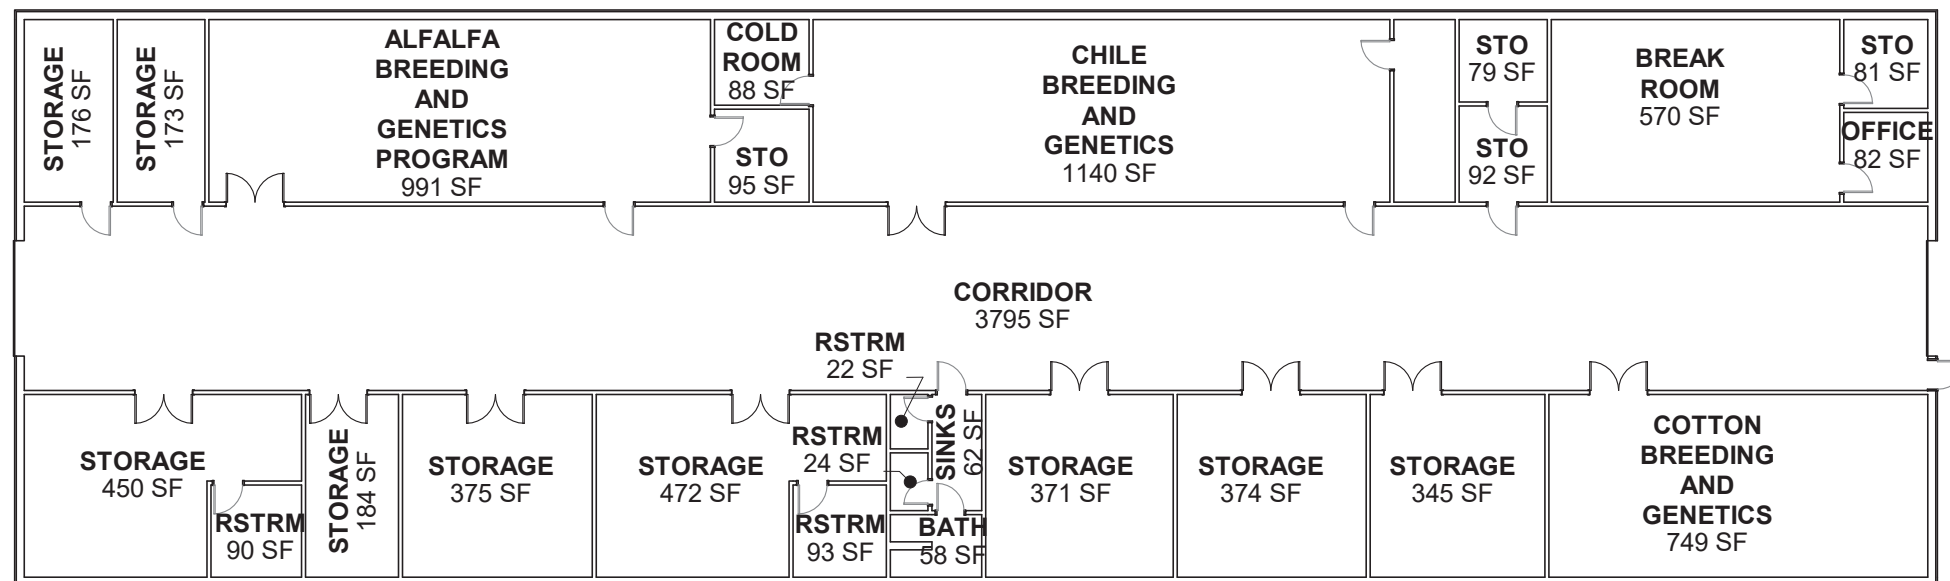 STORAGE
176 SF
STORAGE
173 SF
ALFALFA
BREEDING
AND
GENETICS
PROGRAM
991 SF
COLD
ROOM
88 SF
STO
95 SF
CHILE
BREEDING
AND
GENETICS
1140 SF
STO
79 SF
STO
92 SF
BREAK
ROOM
570 SF
STO
81 SF
OFFICE
82 SF
CORRIDOR
3795 SF
RSTRM
22 SF
STORAGE
450 SF
RSTRM
90 SF
STORAGE
184 SF
STORAGE
375 SF
STORAGE
472 SF
RSTRM
24 SF
RSTRM
93 SF
SINKS
62 SF
BATH
58 SF
STORAGE
371 SF
STORAGE
374 SF
STORAGE
345 SF
COTTON
BREEDING
AND
GENETICS
749 SF